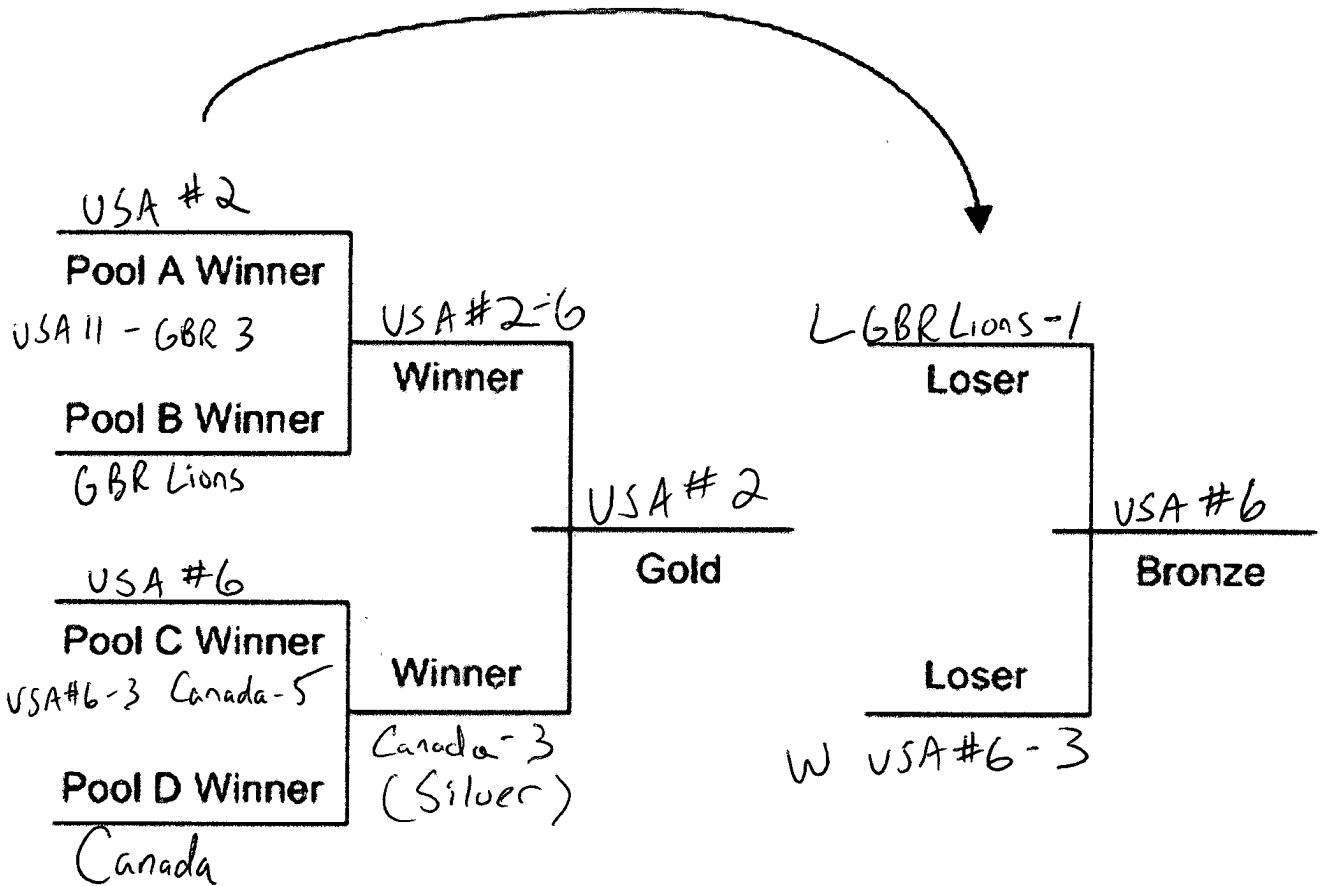 USA #2
Pool A Winner
USA 11 - GBR 3
USA #2-6
Winner
Pool B Winner
GBR Lions
USA #2
Gold
USA #6
Pool C Winner
USA#6-3 Canada-5
Winner
Canada-3
(Silver)
Pool D Winner
Canada
L GBR Lions-1
Loser
USA #6
Bronze
Loser
W USA #6-3